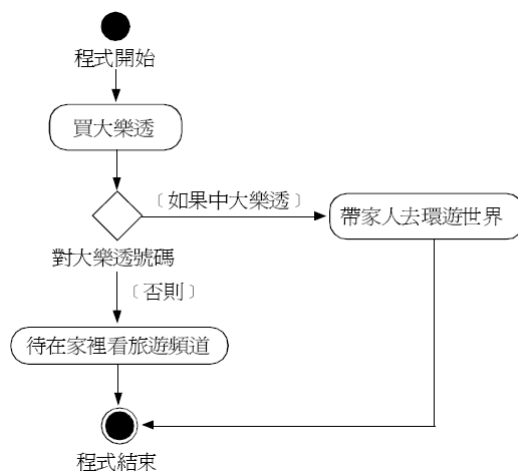 程式開始
買大樂透
〔如果中大樂透〕
帶家人去環遊世界
對大樂透號碼
〔否則〕
待在家裡看旅遊頻道
程式結束